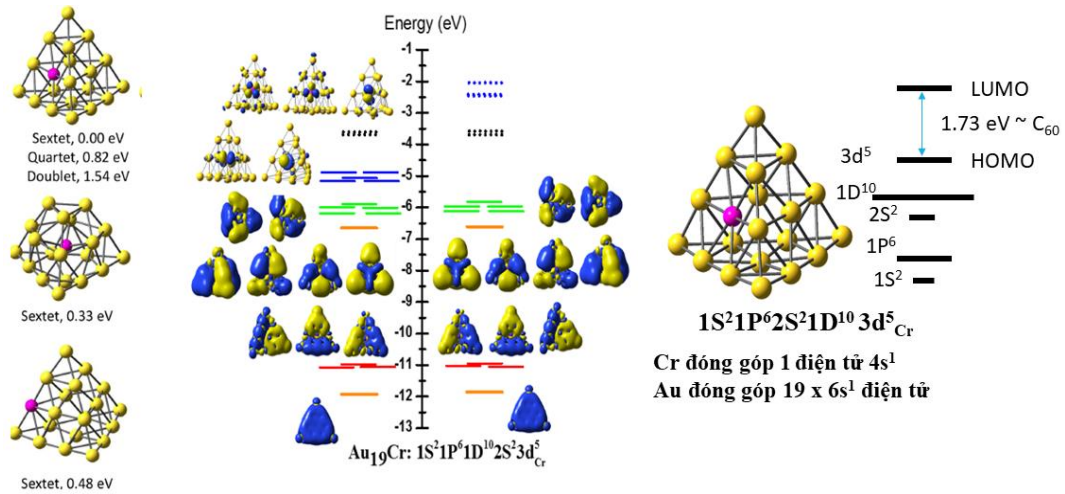 Sextet, 0.00 eV
Quartet, 0.82 eV
Doublet, 1.54 eV
Sextet, 0.33 eV
Sextet, 0.48 eV
Energy (eV)
-1
-2
-3
-4
-5
-6
-7
-8
-9
-10
-11
-12
-13
Au₁₉Cr: 1S²1P⁶1D¹⁰2S²3d⁵Cr
LUMO
1.73 eV ~ C₆₀
3d⁵
HOMO
1D¹⁰
2S²
1P⁶
1S²
1S²1P⁶2S²1D¹⁰ 3d⁵Cr
Cr đóng góp 1 điện tử 4s¹
Au đóng góp 19 x 6s¹ điện tử